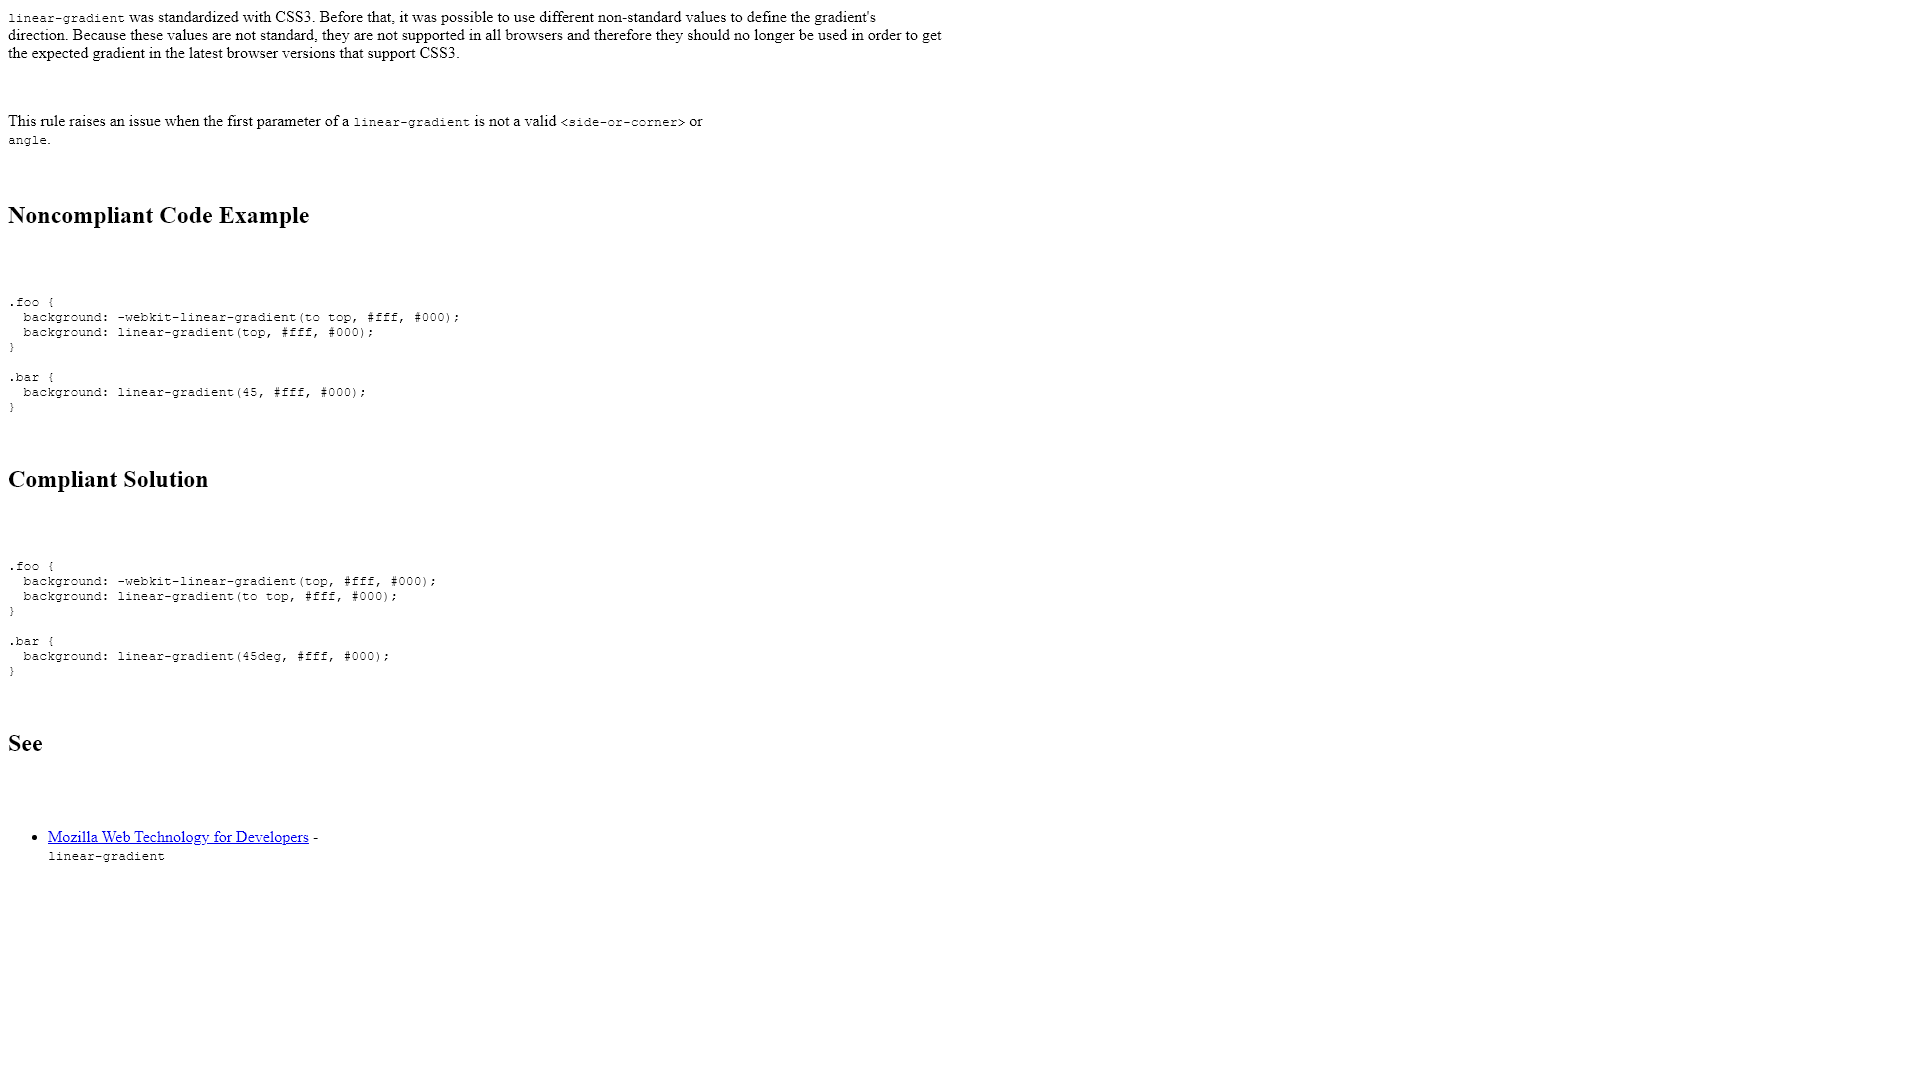 linear-gradient was standardized with CSS3. Before that, it was possible to use different non-standard values to define the gradient's
direction. Because these values are not standard, they are not supported in all browsers and therefore they should no longer be used in order to get
the expected gradient in the latest browser versions that support CSS3.
This rule raises an issue when the first parameter of a linear-gradient is not a valid <side-or-corner> or
angle.
Noncompliant Code Example
.foo {
  background: -webkit-linear-gradient(to top, #fff, #000);
  background: linear-gradient(top, #fff, #000);
}
.bar {
  background: linear-gradient(45, #fff, #000);
}
Compliant Solution
.foo {
  background: -webkit-linear-gradient(top, #fff, #000);
  background: linear-gradient(to top, #fff, #000);
}
.bar {
  background: linear-gradient(45deg, #fff, #000);
}
See
• Mozilla Web Technology for Developers -
linear-gradient